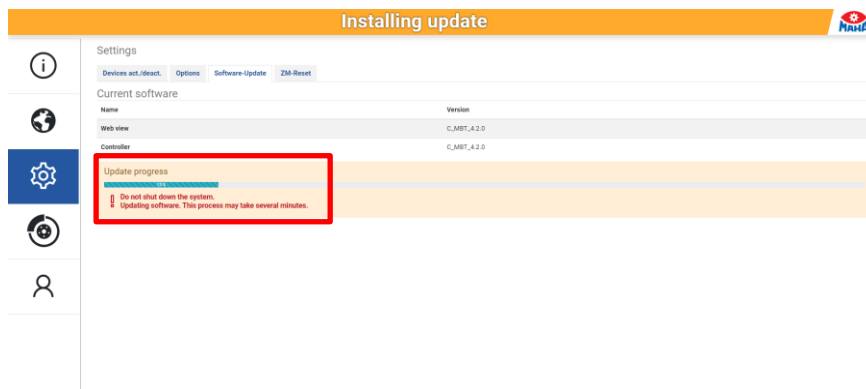 Installing update
MAHA
Settings
Devices act./deact. Options Software-Update ZM-Reset
Current software
Name Version
Web view C_MBT_4.2.0
Controller C_MBT_4.2.0
Update progress
Do not shut down the system.
Updating software. This process may take several minutes.